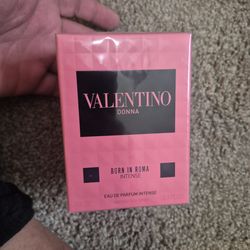 VALENTINO
DONNA
BORN IN ROMA
INTENSE
EAU DE PARFUM INTENSE